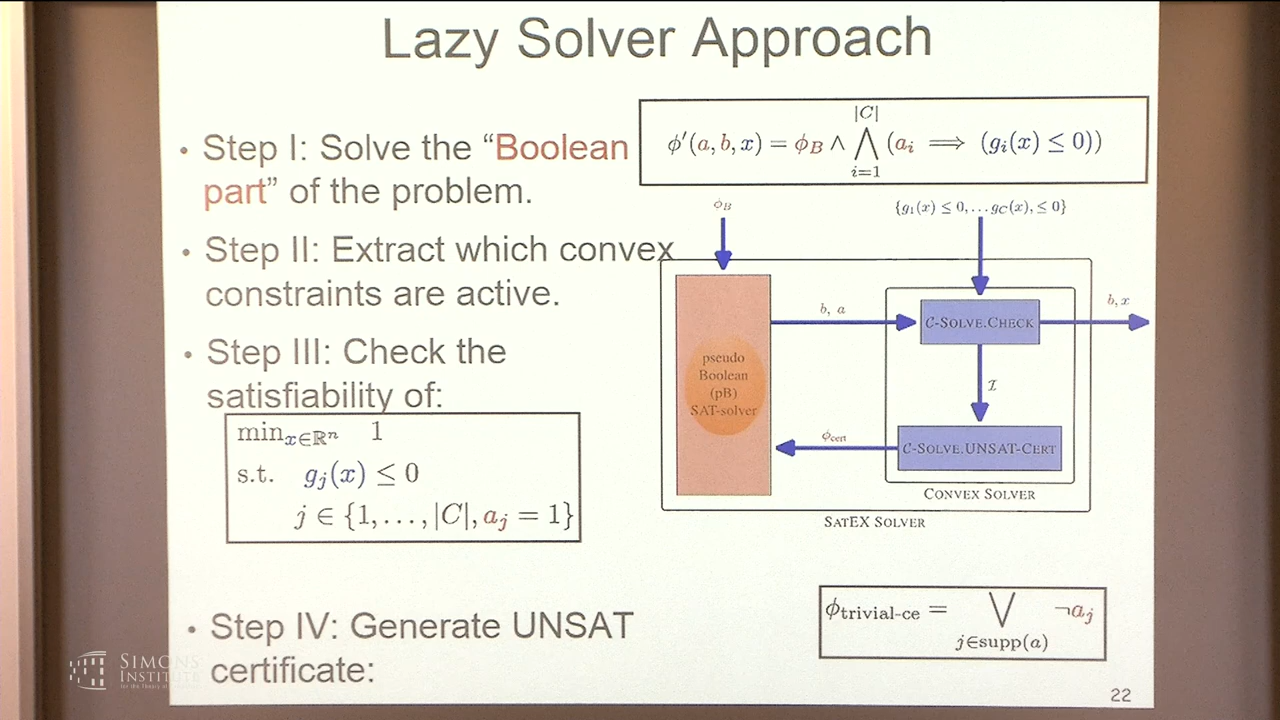 Lazy Solver Approach
• Step I: Solve the “Boolean
part” of the problem.
• Step II: Extract which convex
constraints are active.
• Step III: Check the
satisfiability of:
min_{x∈ℝⁿ} 1
s.t. g_j(x) ≤ 0
j ∈ {1, …, |C|, a_j = 1}
• Step IV: Generate UNSAT
certificate:
φ′(a, b, x) = φ_B ∧ ⋀_{i=1}^{|C|} (a_i ⟹ (g_i(x) ≤ 0))
φ_B
{g_1(x) ≤ 0, … g_C(x), ≤ 0}
b, a
C-SOLVE.CHECK
b, x
pseudo
Boolean
(pB)
SAT-solver
I
φ_cert
C-SOLVE.UNSAT-CERT
CONVEX SOLVER
SATEX SOLVER
φ_{trivial-ce} = ⋁_{j∈supp(a)} ¬a_j
22
SIMONS
INSTITUTE